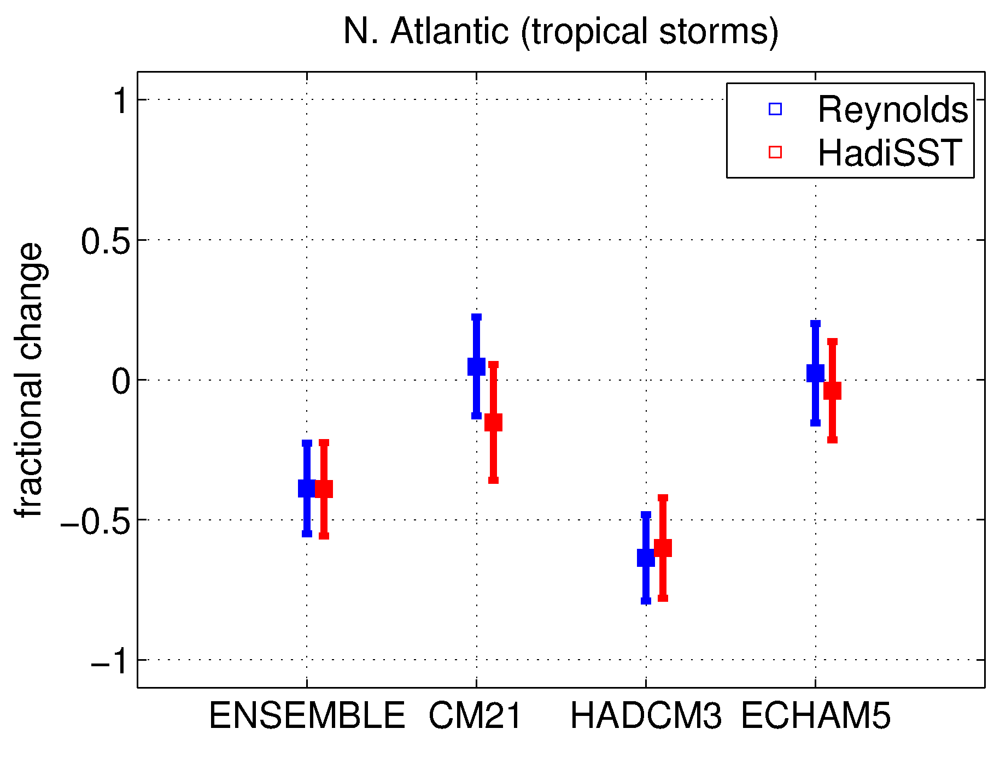 N. Atlantic (tropical storms)
Reynolds
HadiSST
1
0.5
0
−0.5
−1
fractional change
ENSEMBLE CM21 HADCM3 ECHAM5